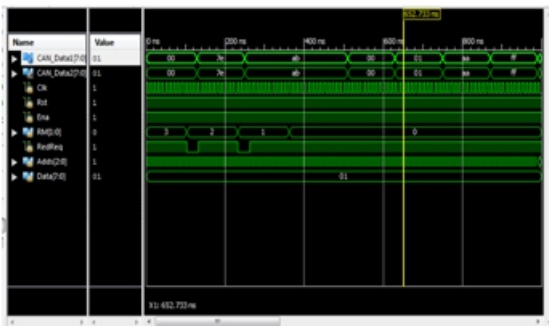 652.733 ns
Name Value 0 ns 200 ns 400 ns 600 ns 800 ns
CAN_Data1[7:0] 01 00 7e ab 00 01 aa ff
CAN_Data2[7:0] 01 00 7e ab 00 01 aa ff
Clk 1
Rst 1
Ena 1
RM[1:0] 0 3 2 1 0
RedReq 1
Adds[2:0] 1
Data[7:0] 01 01
X1: 652.733 ns